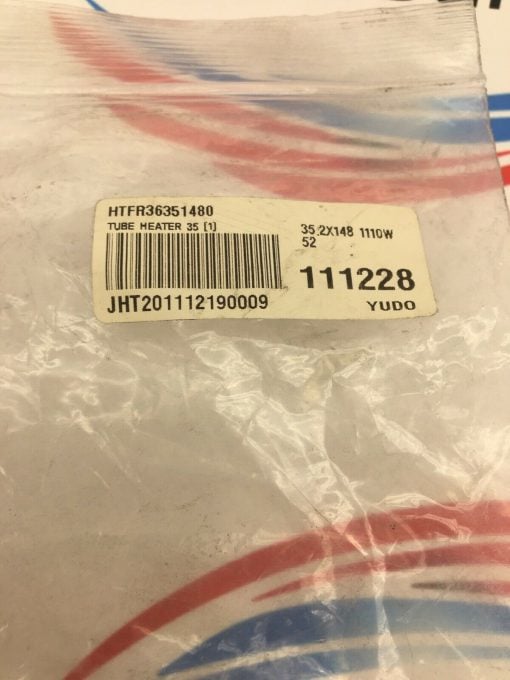 HTFR36351480
TUBE HEATER 35 [1]
35.2X148 1110W
52
111228
JHT201112190009
YUDO